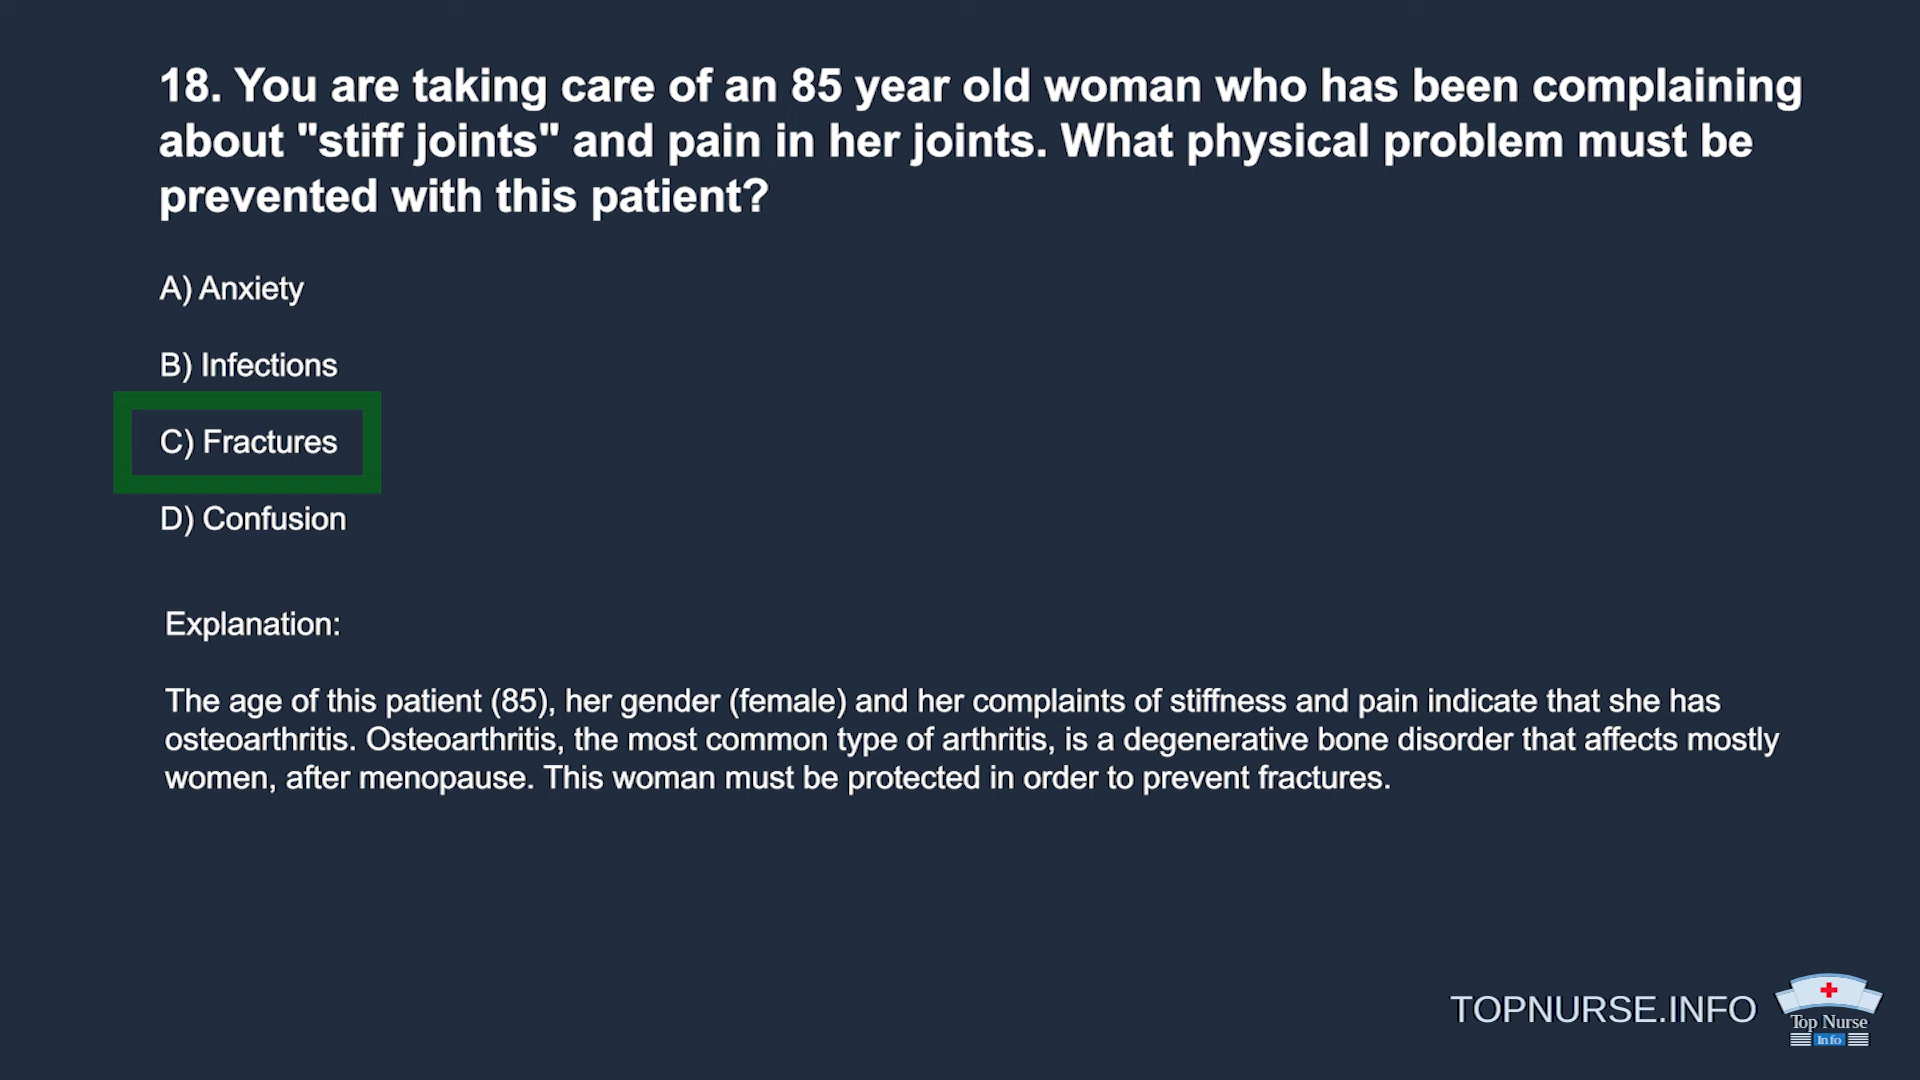 18. You are taking care of an 85 year old woman who has been complaining
about "stiff joints" and pain in her joints. What physical problem must be
prevented with this patient?
A) Anxiety
B) Infections
C) Fractures
D) Confusion
Explanation:
The age of this patient (85), her gender (female) and her complaints of stiffness and pain indicate that she has
osteoarthritis. Osteoarthritis, the most common type of arthritis, is a degenerative bone disorder that affects mostly
women, after menopause. This woman must be protected in order to prevent fractures.
TOPNURSE.INFO
Top Nurse
Info